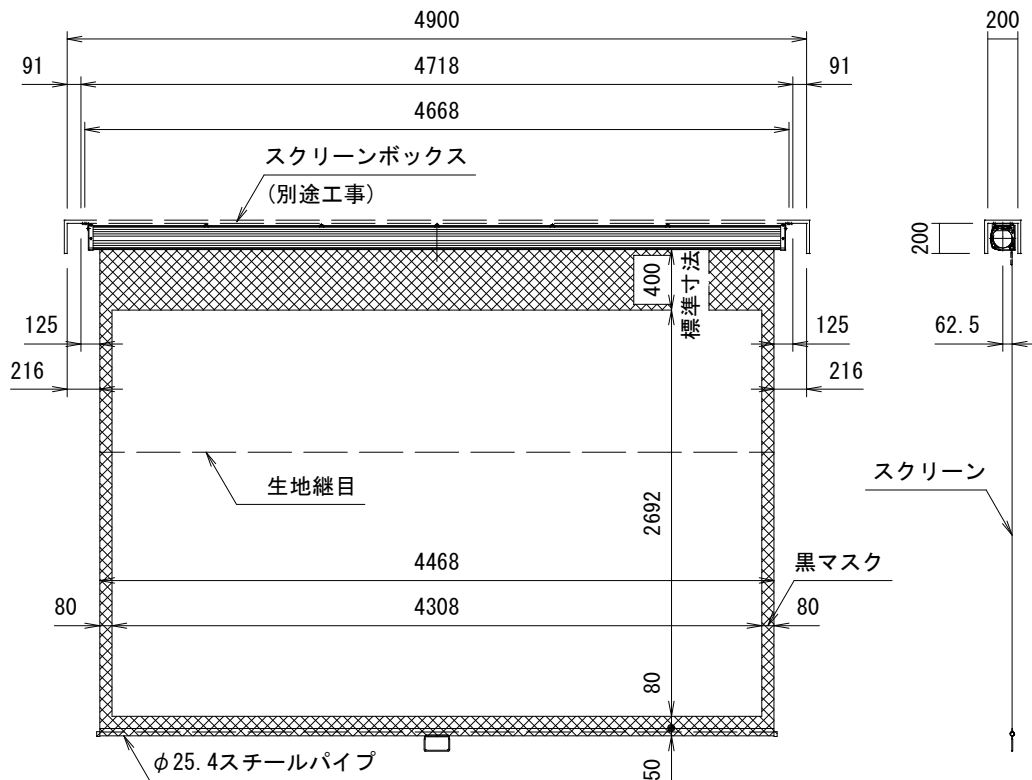 4900
200
91
4718
91
4668
スクリーンボックス
(別途工事)
200
400
標準寸法
125
125
62.5
216
216
生地継目
スクリーン
2692
4468
黒マスク
80
4308
80
80
φ25.4スチールパイプ
50